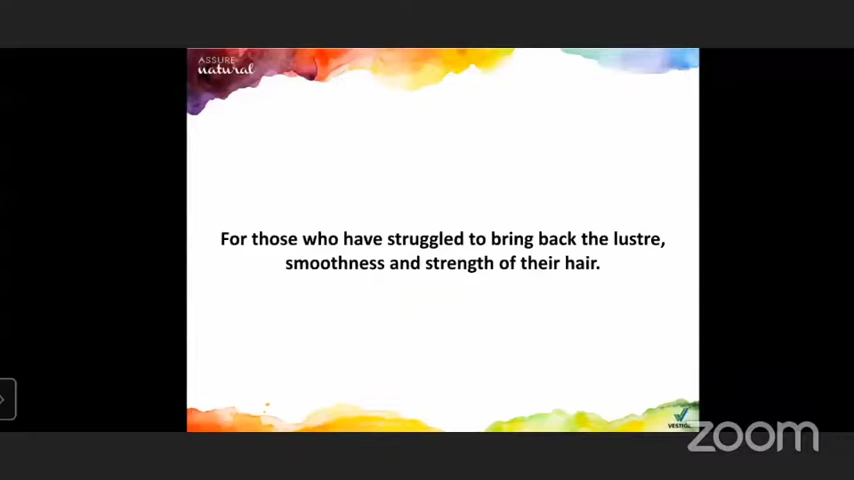 ASSURE
natural
For those who have struggled to bring back the lustre,
smoothness and strength of their hair.
VESTIGE
zoom